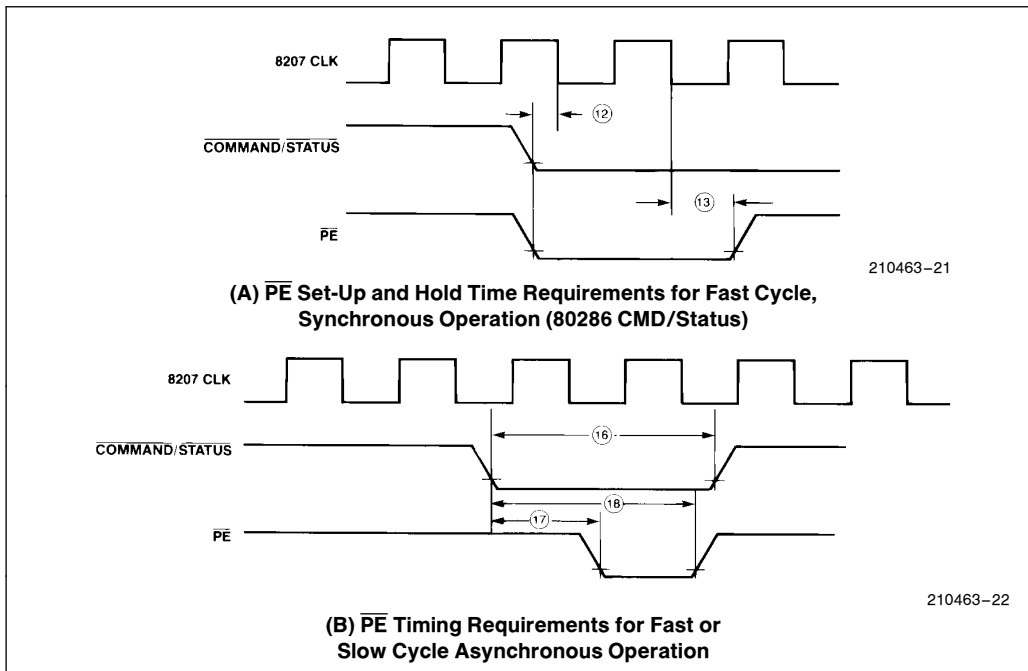 8207 CLK
⑫
COMMAND/STATUS
⑬
PE
210463–21
(A) PE Set-Up and Hold Time Requirements for Fast Cycle,
Synchronous Operation (80286 CMD/Status)
8207 CLK
⑯
COMMAND/STATUS
⑱
⑰
PE
210463–22
(B) PE Timing Requirements for Fast or
Slow Cycle Asynchronous Operation